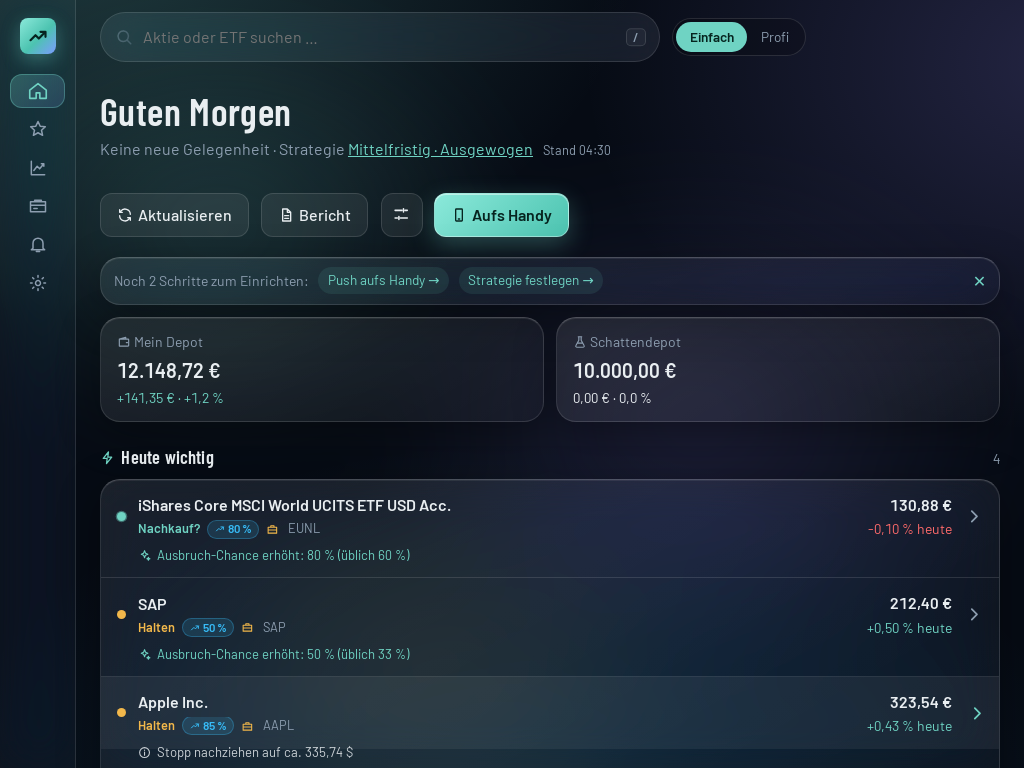 Aktie oder ETF suchen ... /
Einfach Profi
Guten Morgen
Keine neue Gelegenheit · Strategie Mittelfristig · Ausgewogen Stand 04:30
Aktualisieren Bericht Aufs Handy
Noch 2 Schritte zum Einrichten: Push aufs Handy → Strategie festlegen → ✕
Mein Depot
12.148,72 €
+141,35 € · +1,2 %
Schattendepot
10.000,00 €
0,00 € · 0,0 %
Heute wichtig 4
iShares Core MSCI World UCITS ETF USD Acc. 130,88 €
Nachkauf? 80 % EUNL -0,10 % heute
Ausbruch-Chance erhöht: 80 % (üblich 60 %)
SAP 212,40 €
Halten 50 % SAP +0,50 % heute
Ausbruch-Chance erhöht: 50 % (üblich 33 %)
Apple Inc. 323,54 €
Halten 85 % AAPL +0,43 % heute
Stopp nachziehen auf ca. 335,74 $